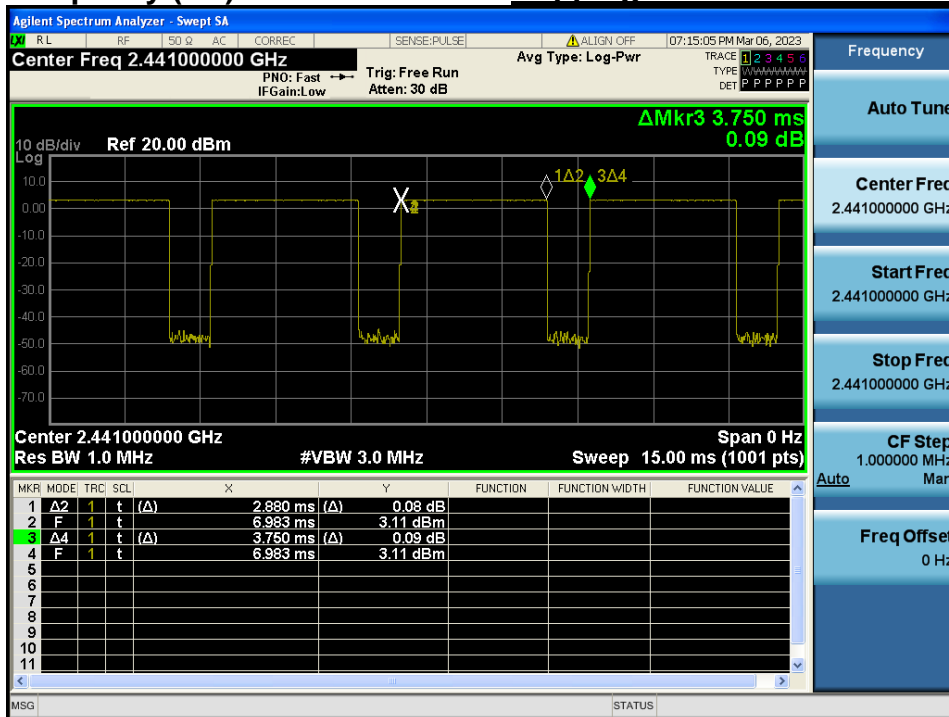 Agilent Spectrum Analyzer - Swept SA
LXI RL RF 50 Ω AC CORREC SENSE:PULSE ALIGN OFF 07:15:05 PM Mar 06, 2023
Center Freq 2.441000000 GHz
PNO: Fast
IFGain:Low
Trig: Free Run
Atten: 30 dB
Avg Type: Log-Pwr
TRACE 1 2 3 4 5 6
TYPE WWWWWW
DET P P P P P P
ΔMkr3 3.750 ms
0.09 dB
10 dB/div Ref 20.00 dBm
Log
10.0
0.00
-10.0
-20.0
-30.0
-40.0
-50.0
-60.0
-70.0
1Δ2 3Δ4
X
Center 2.441000000 GHz Span 0 Hz
Res BW 1.0 MHz #VBW 3.0 MHz Sweep 15.00 ms (1001 pts)
MKR MODE TRC SCL X Y FUNCTION FUNCTION WIDTH FUNCTION VALUE
1 Δ2 1 t (Δ) 2.880 ms (Δ) 0.08 dB
2 F 1 t 6.983 ms 3.11 dBm
3 Δ4 1 t (Δ) 3.750 ms (Δ) 0.09 dB
4 F 1 t 6.983 ms 3.11 dBm
5
6
7
8
9
10
11
MSG STATUS
Frequency
Auto Tune
Center Freq
2.441000000 GHz
Start Freq
2.441000000 GHz
Stop Freq
2.441000000 GHz
CF Step
1.000000 MHz
Auto Man
Freq Offset
0 Hz